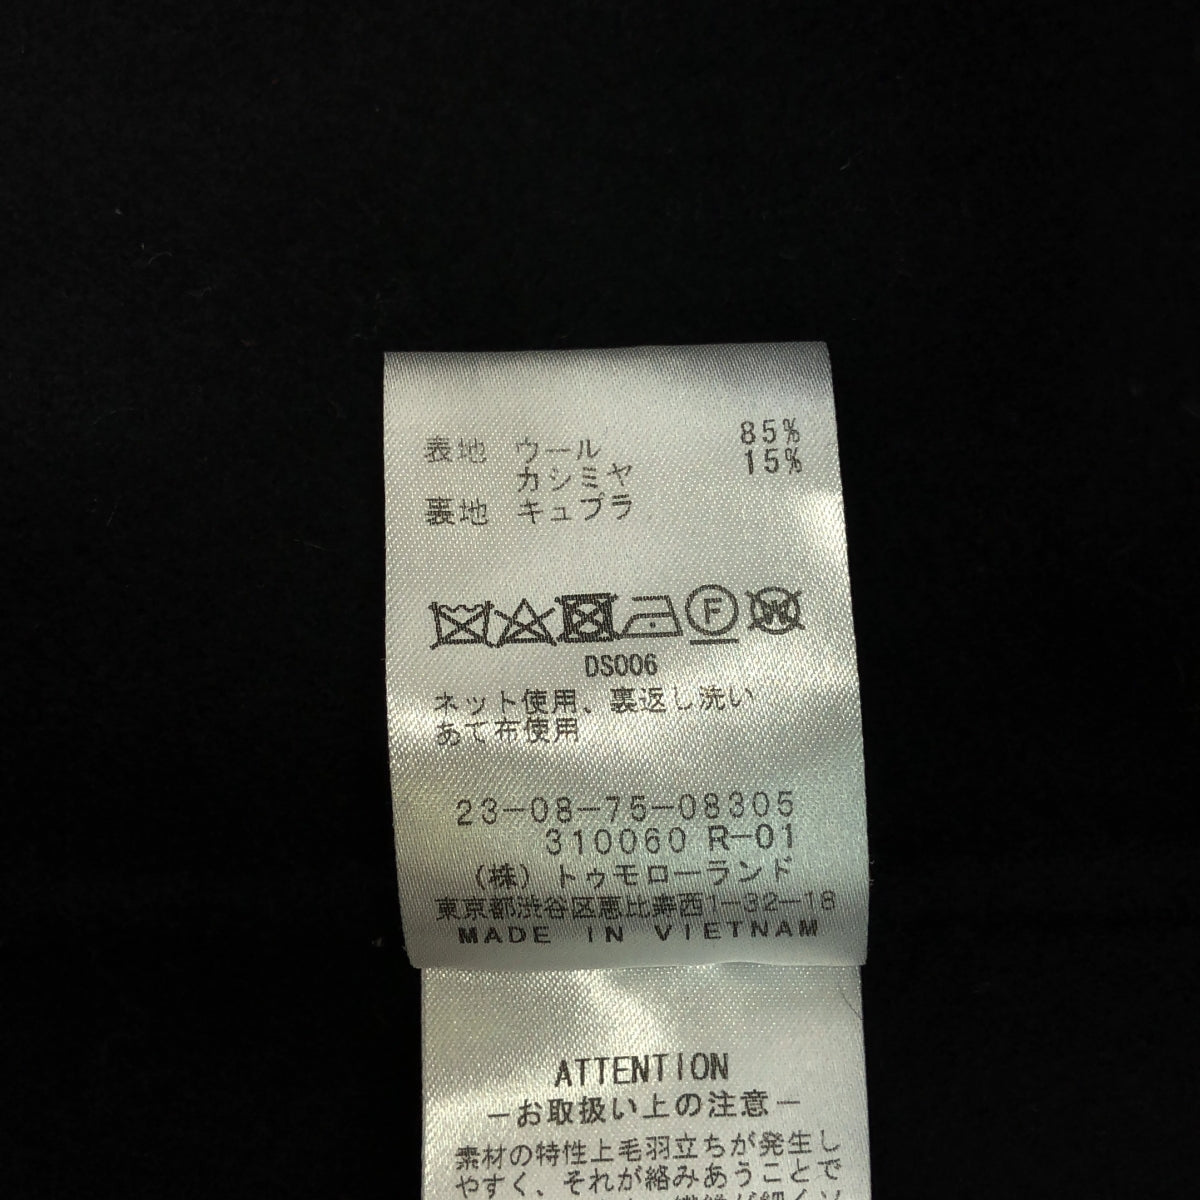 表地 ウール 85%
カシミヤ 15%
裏地 キュプラ
F W
DS006
ネット使用、裏返し洗い
あて布使用
23-08-75-08305
310060 R-01
(株)トゥモローランド
東京都渋谷区恵比寿西1-32-18
MADE IN VIETNAM
ATTENTION
－お取扱い上の注意－
素材の特性上毛羽立ちが発生し
やすく、それが絡みあうことで